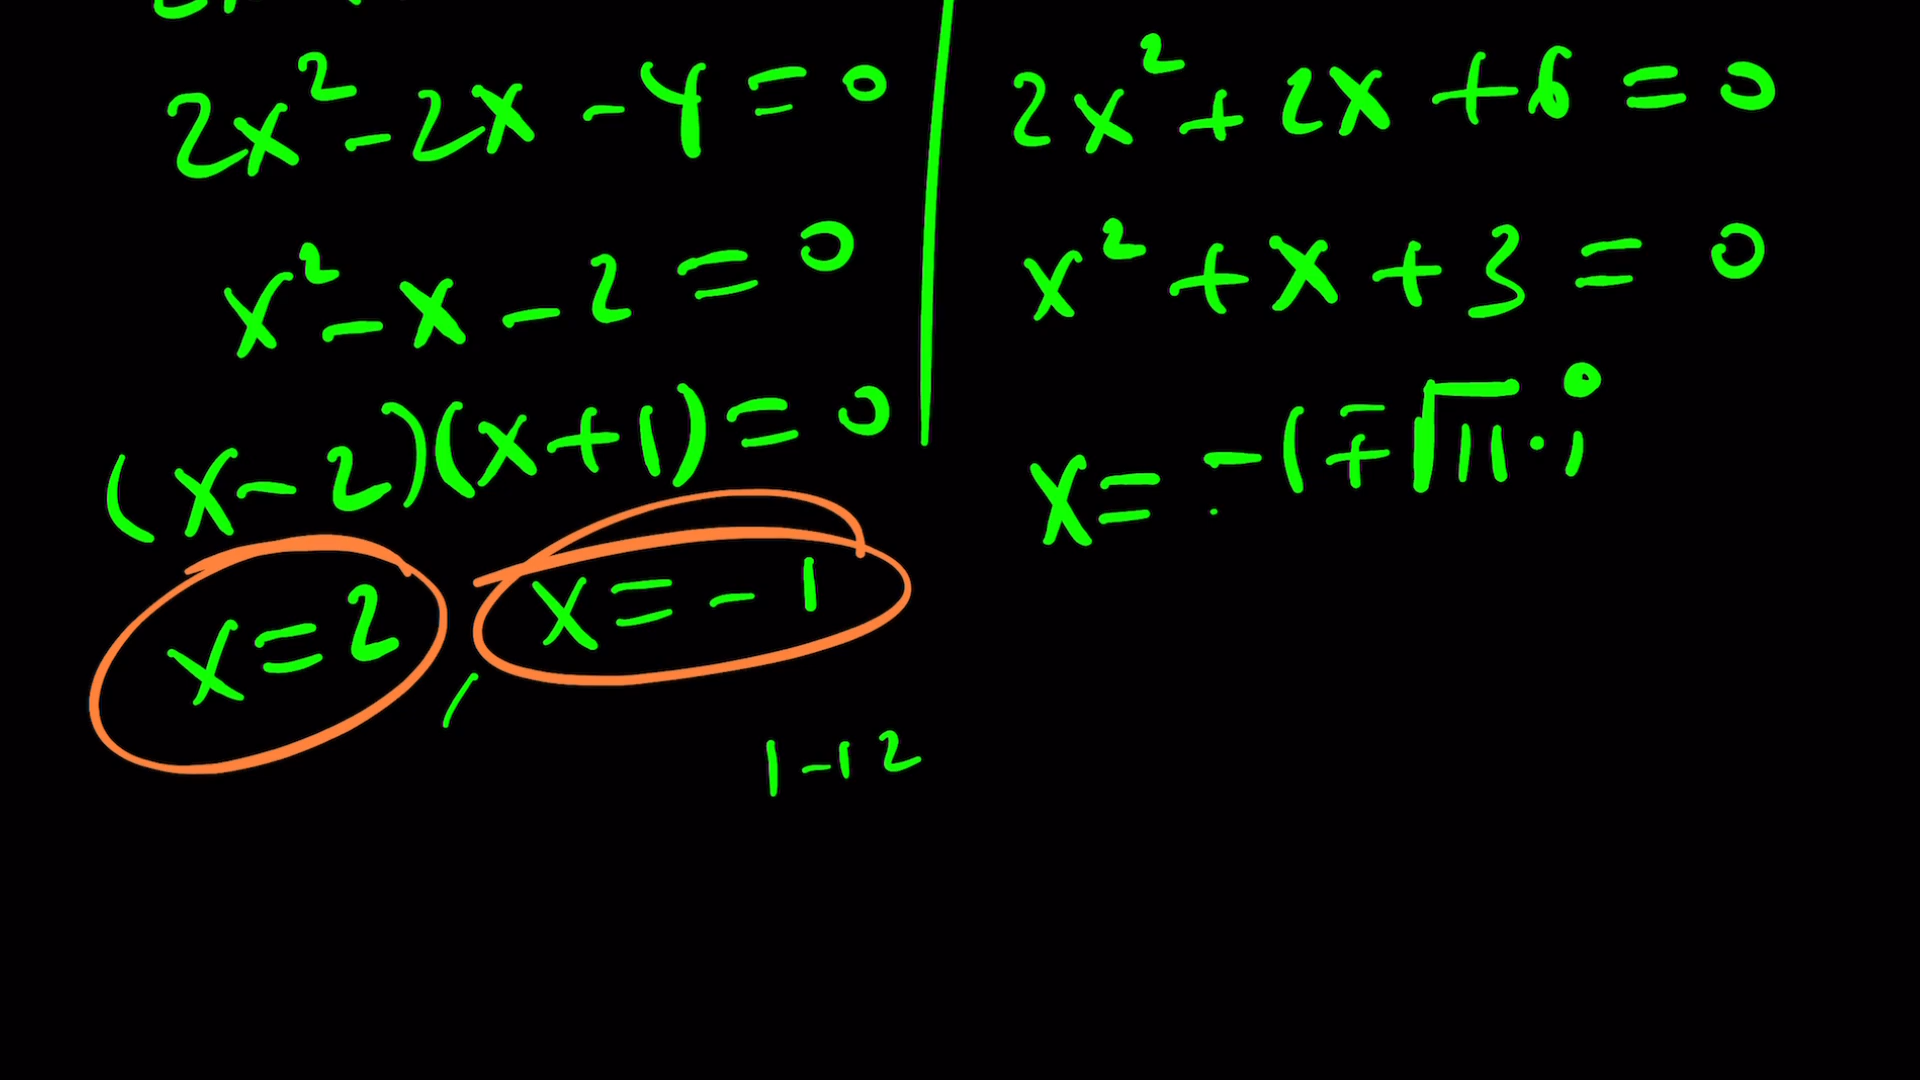 2x² - 2x - 4 = 0
x² - x - 2 = 0
(x - 2)(x + 1) = 0
x = 2 , x = -1
1 - 12
2x² + 2x + 6 = 0
x² + x + 3 = 0
x = -1 ∓ √11 · i